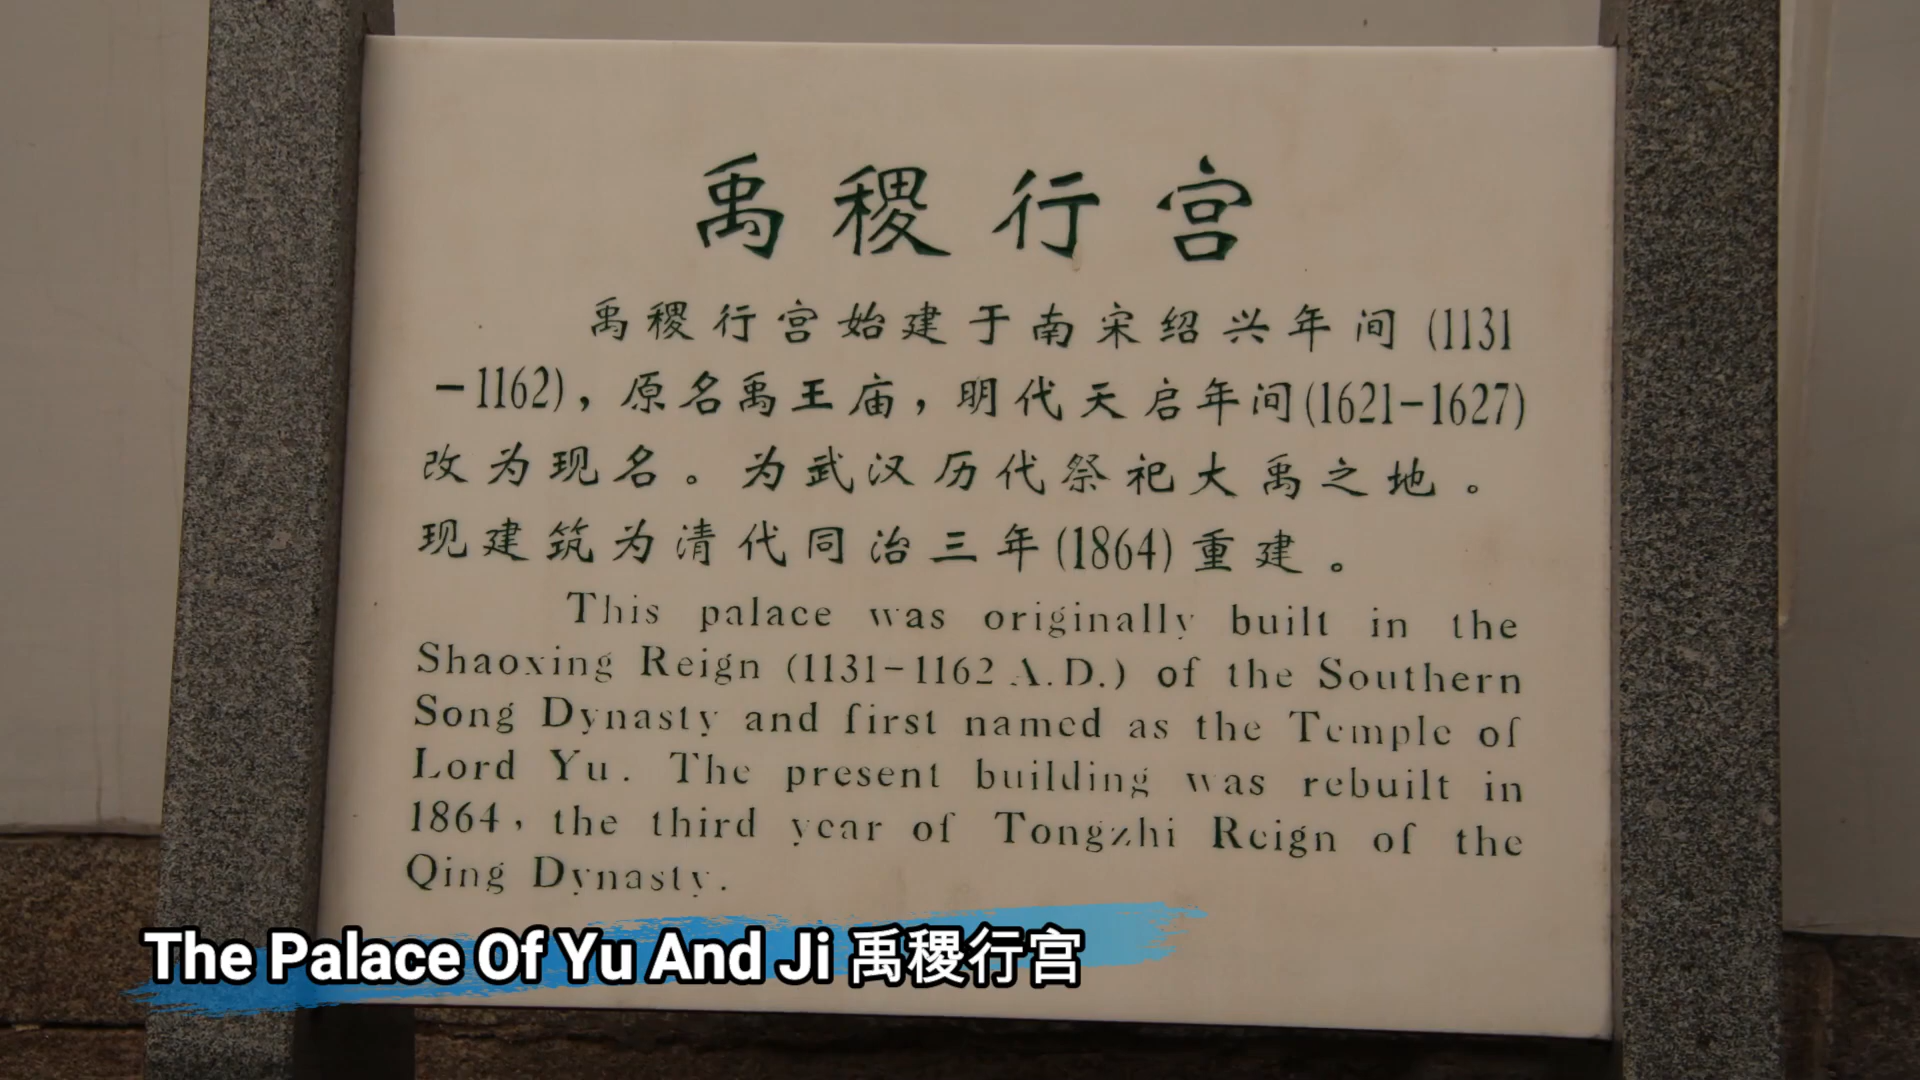 禹稷行宫
禹稷行宫始建于南宋绍兴年间(1131
-1162)，原名禹王庙，明代天启年间(1621-1627)
改为现名。为武汉历代祭祀大禹之地。
现建筑为清代同治三年(1864)重建。
This palace was originally built in the
Shaoxing Reign (1131-1162 A.D.) of the Southern
Song Dynasty and first named as the Temple of
Lord Yu. The present building was rebuilt in
1864, the third year of Tongzhi Reign of the
Qing Dynasty.
The Palace Of Yu And Ji 禹稷行宫